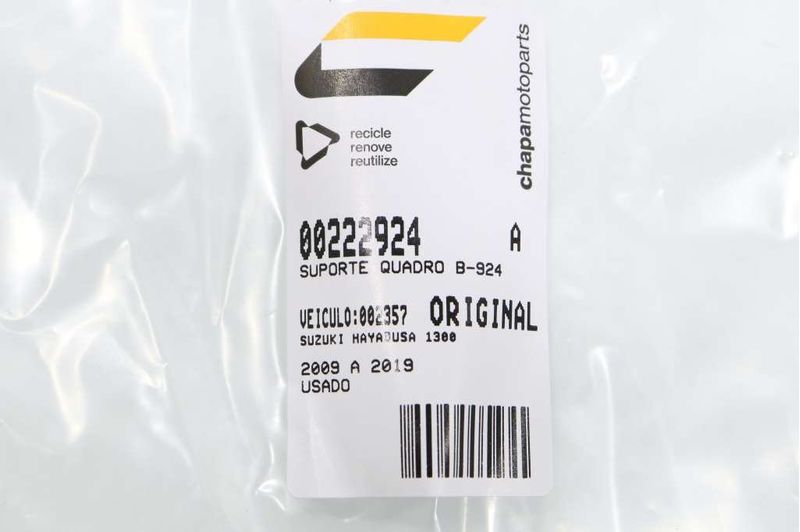 recicle
renove
reutilize
chapamotoparts
00222924 A
SUPORTE QUADRO B-924
VEICULO:002357 ORIGINAL
SUZUKI HAYABUSA 1300
2009 A 2019
USADO